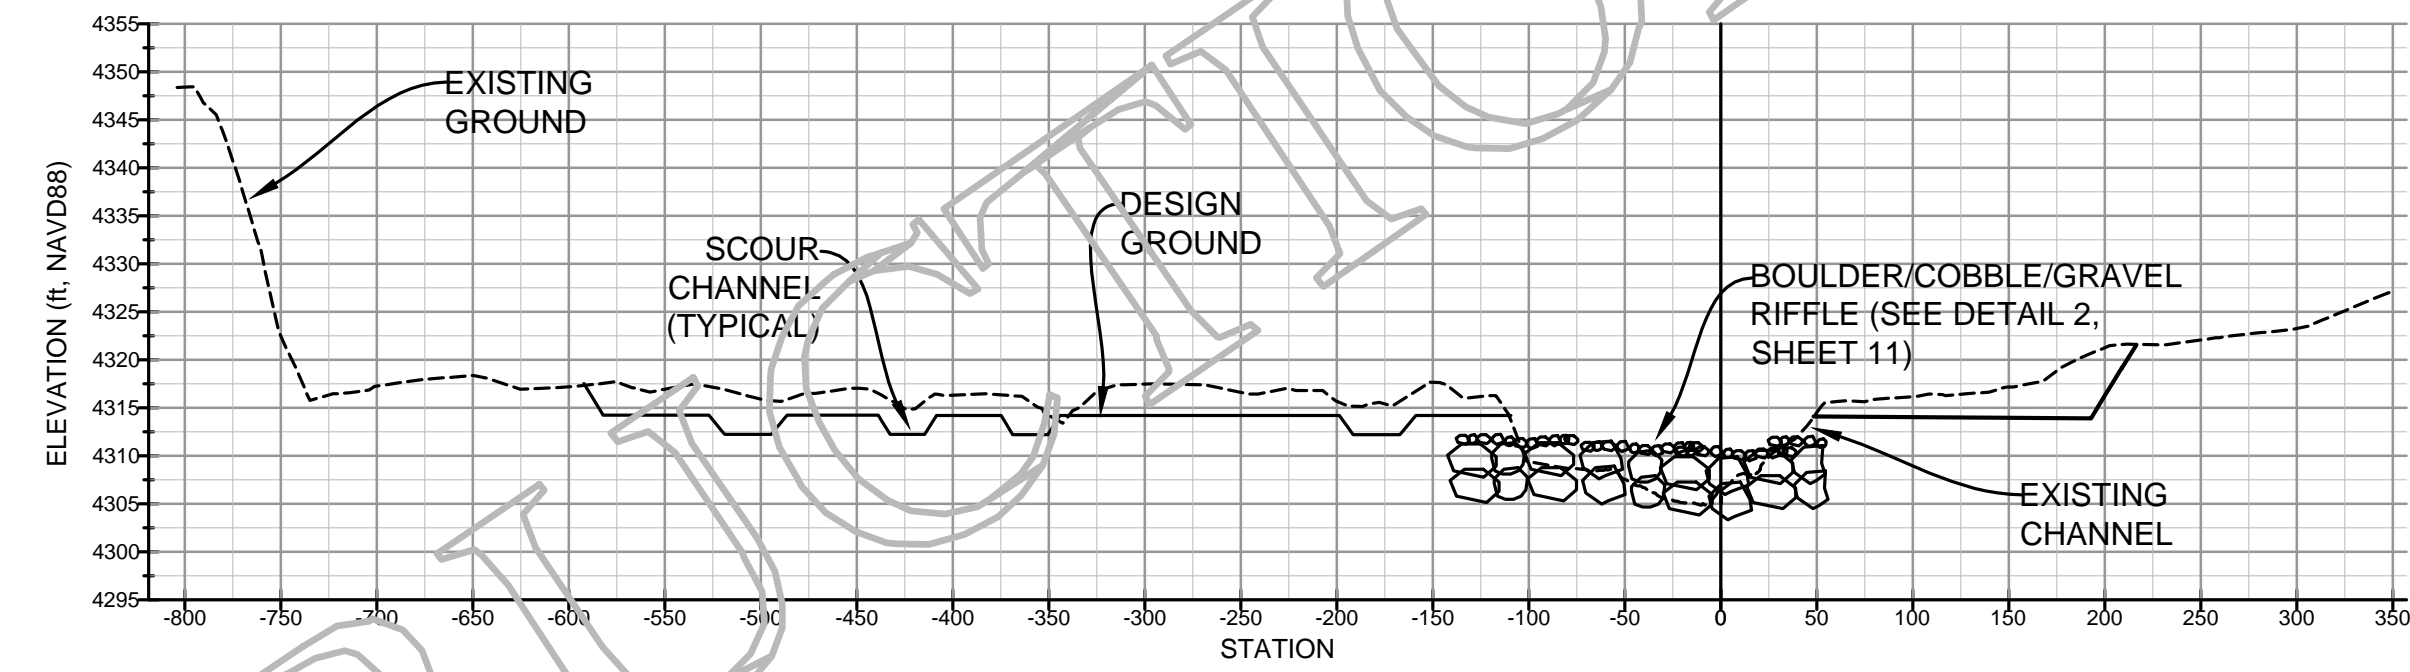 4355
4350
4345
4340
4335
4330
4325
4320
4315
4310
4305
4300
4295
ELEVATION (ft, NAVD88)
EXISTING
GROUND
SCOUR
CHANNEL
(TYPICAL)
DESIGN
GROUND
BOULDER/COBBLE/GRAVEL
RIFFLE (SEE DETAIL 2,
SHEET 11)
EXISTING
CHANNEL
-800 -750 -700 -650 -600 -550 -500 -450 -400 -350 -300 -250 -200 -150 -100 -50 0 50 100 150 200 250 300 350
STATION